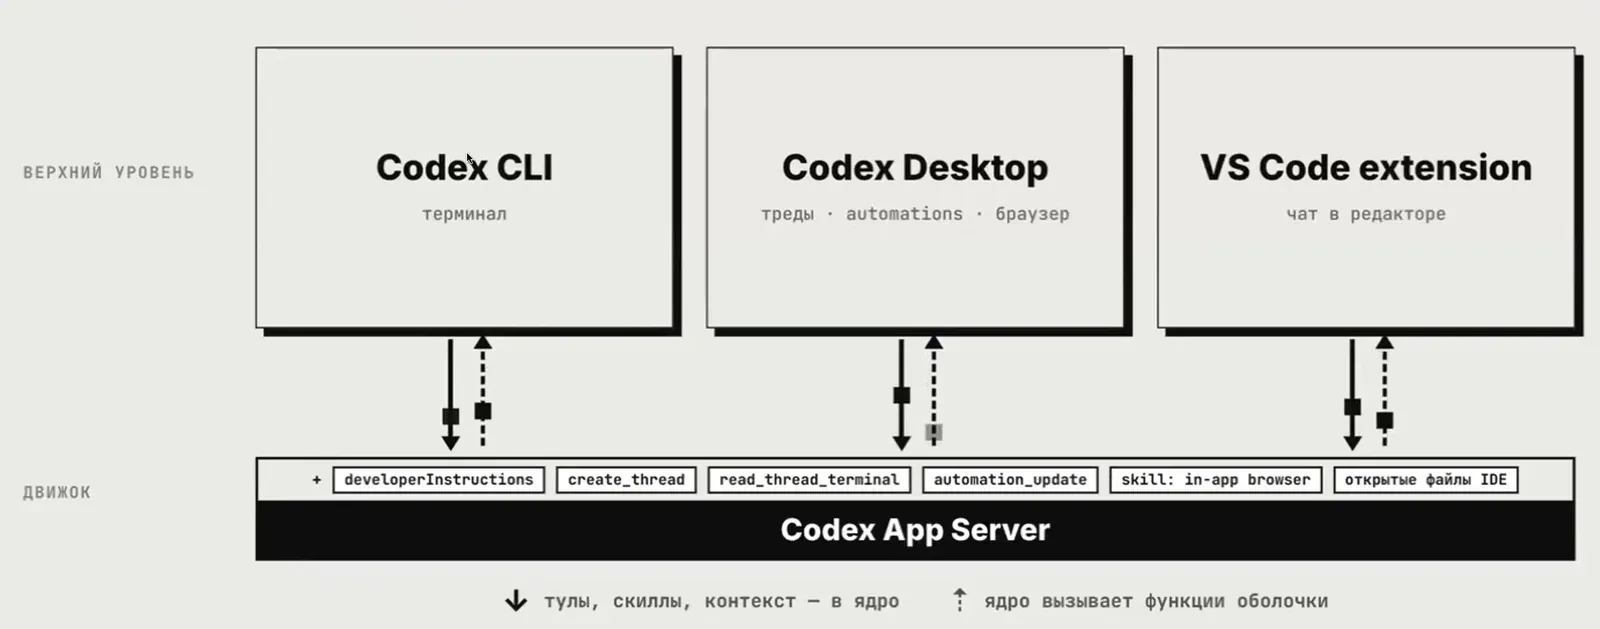 ВЕРХНИЙ УРОВЕНЬ
Codex CLI
терминал
Codex Desktop
треды · automations · браузер
VS Code extension
чат в редакторе
ДВИЖОК
+ developerInstructions create_thread read_thread_terminal automation_update skill: in-app browser открытые файлы IDE
Codex App Server
↓ тулы, скиллы, контекст — в ядро
⇡ ядро вызывает функции оболочки